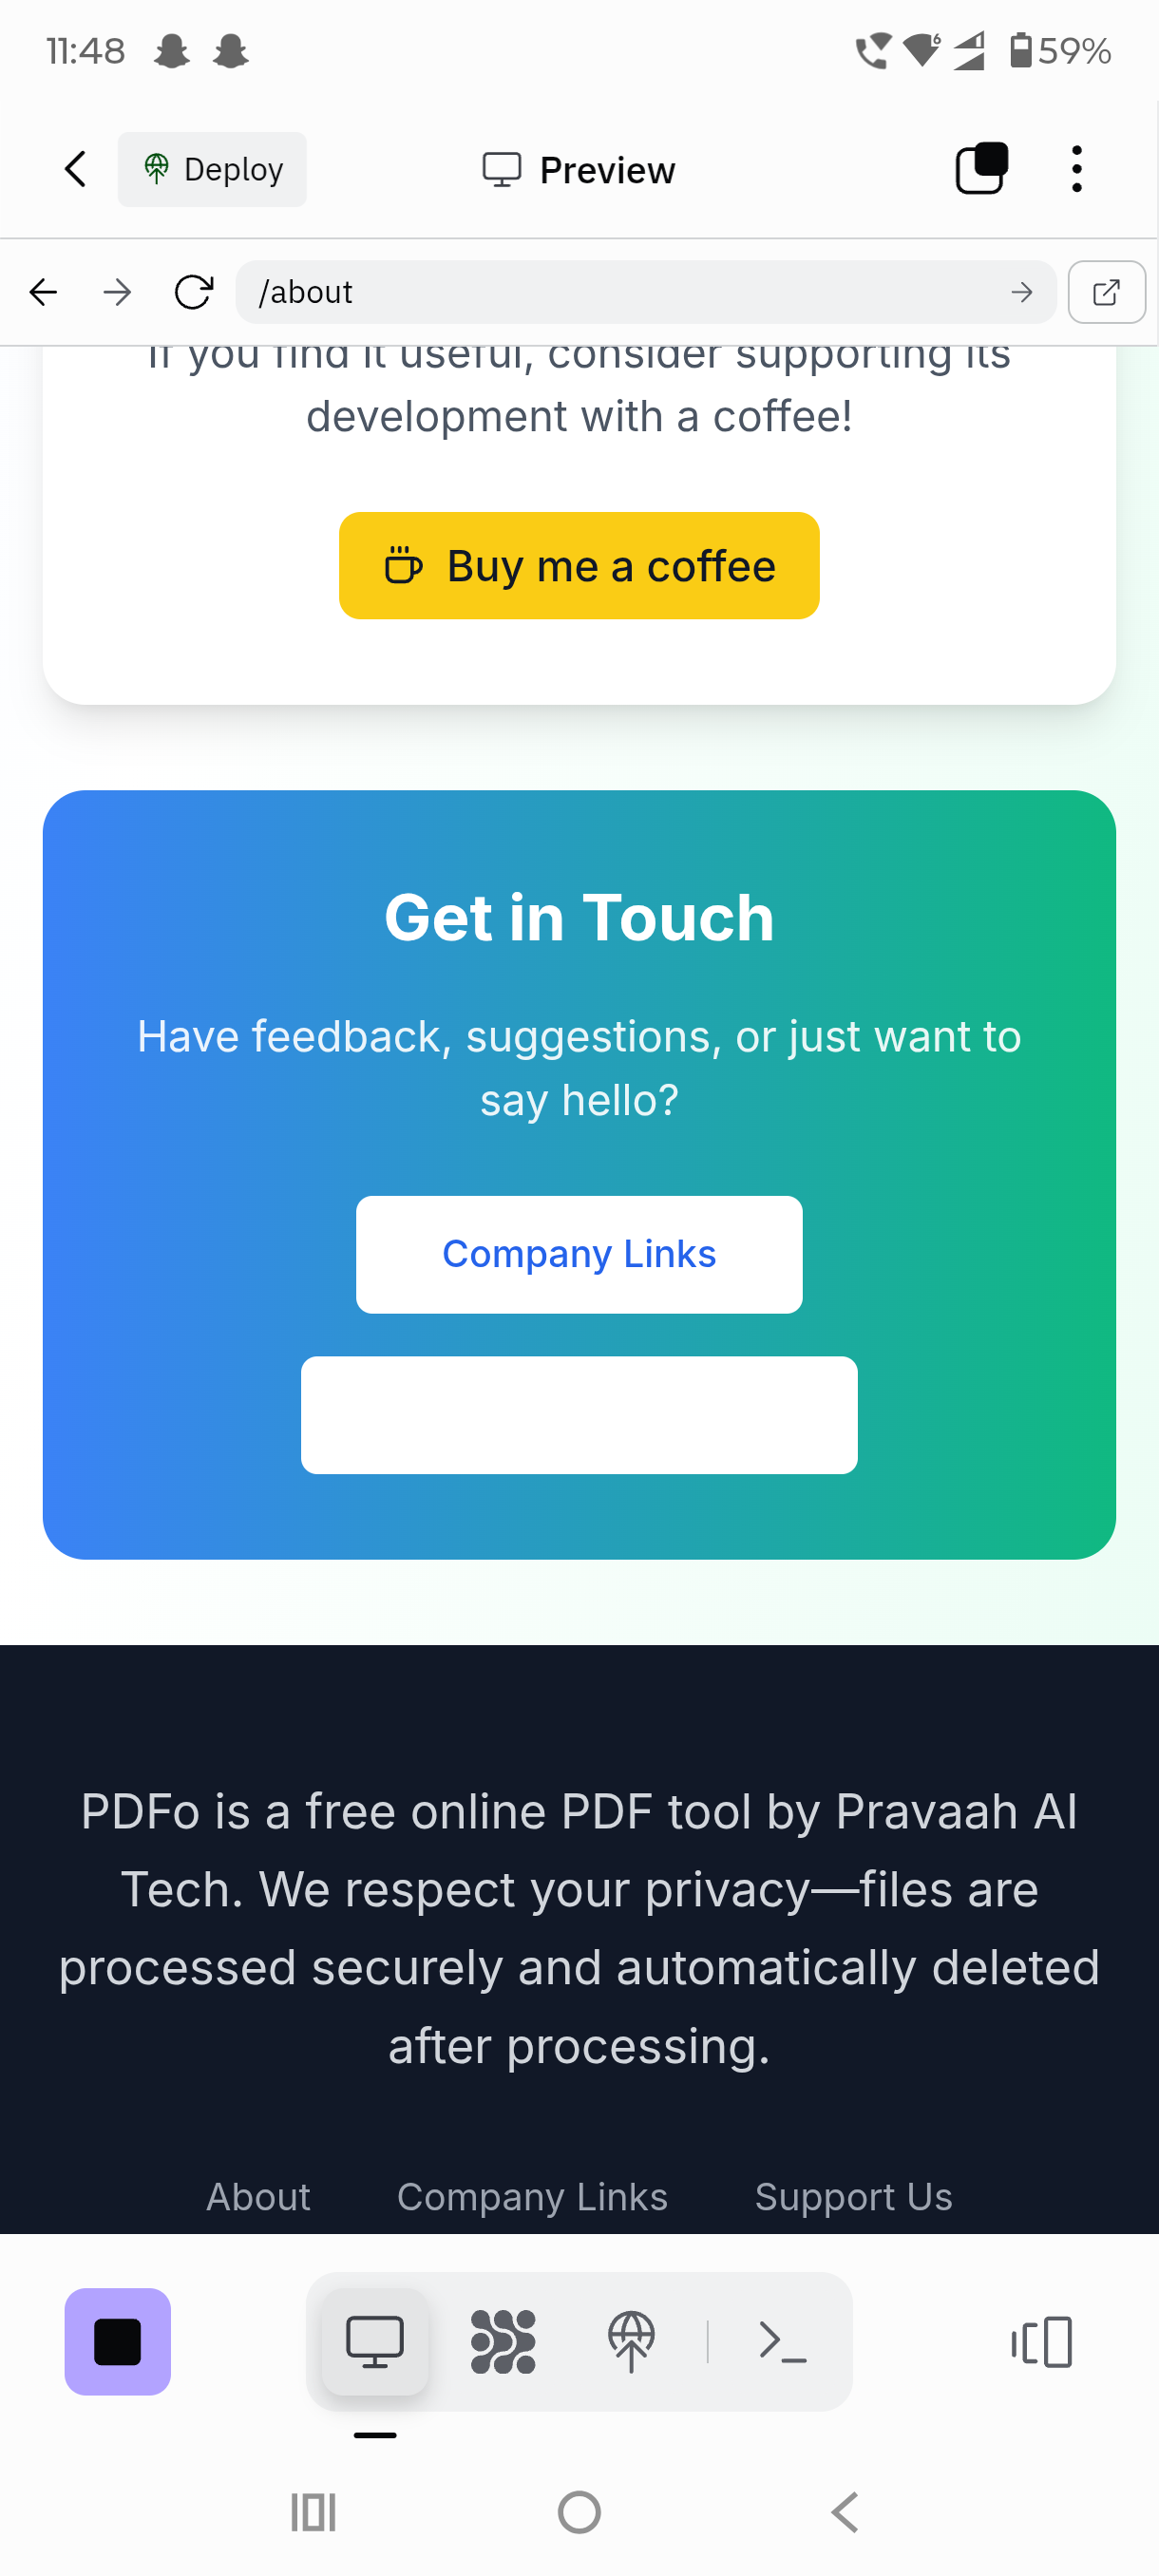 11:48
6
59%
Deploy
Preview
/about
If you find it useful, consider supporting its
development with a coffee!
Buy me a coffee
Get in Touch
Have feedback, suggestions, or just want to
say hello?
Company Links
PDFo is a free online PDF tool by Pravaah AI
Tech. We respect your privacy—files are
processed securely and automatically deleted
after processing.
About
Company Links
Support Us